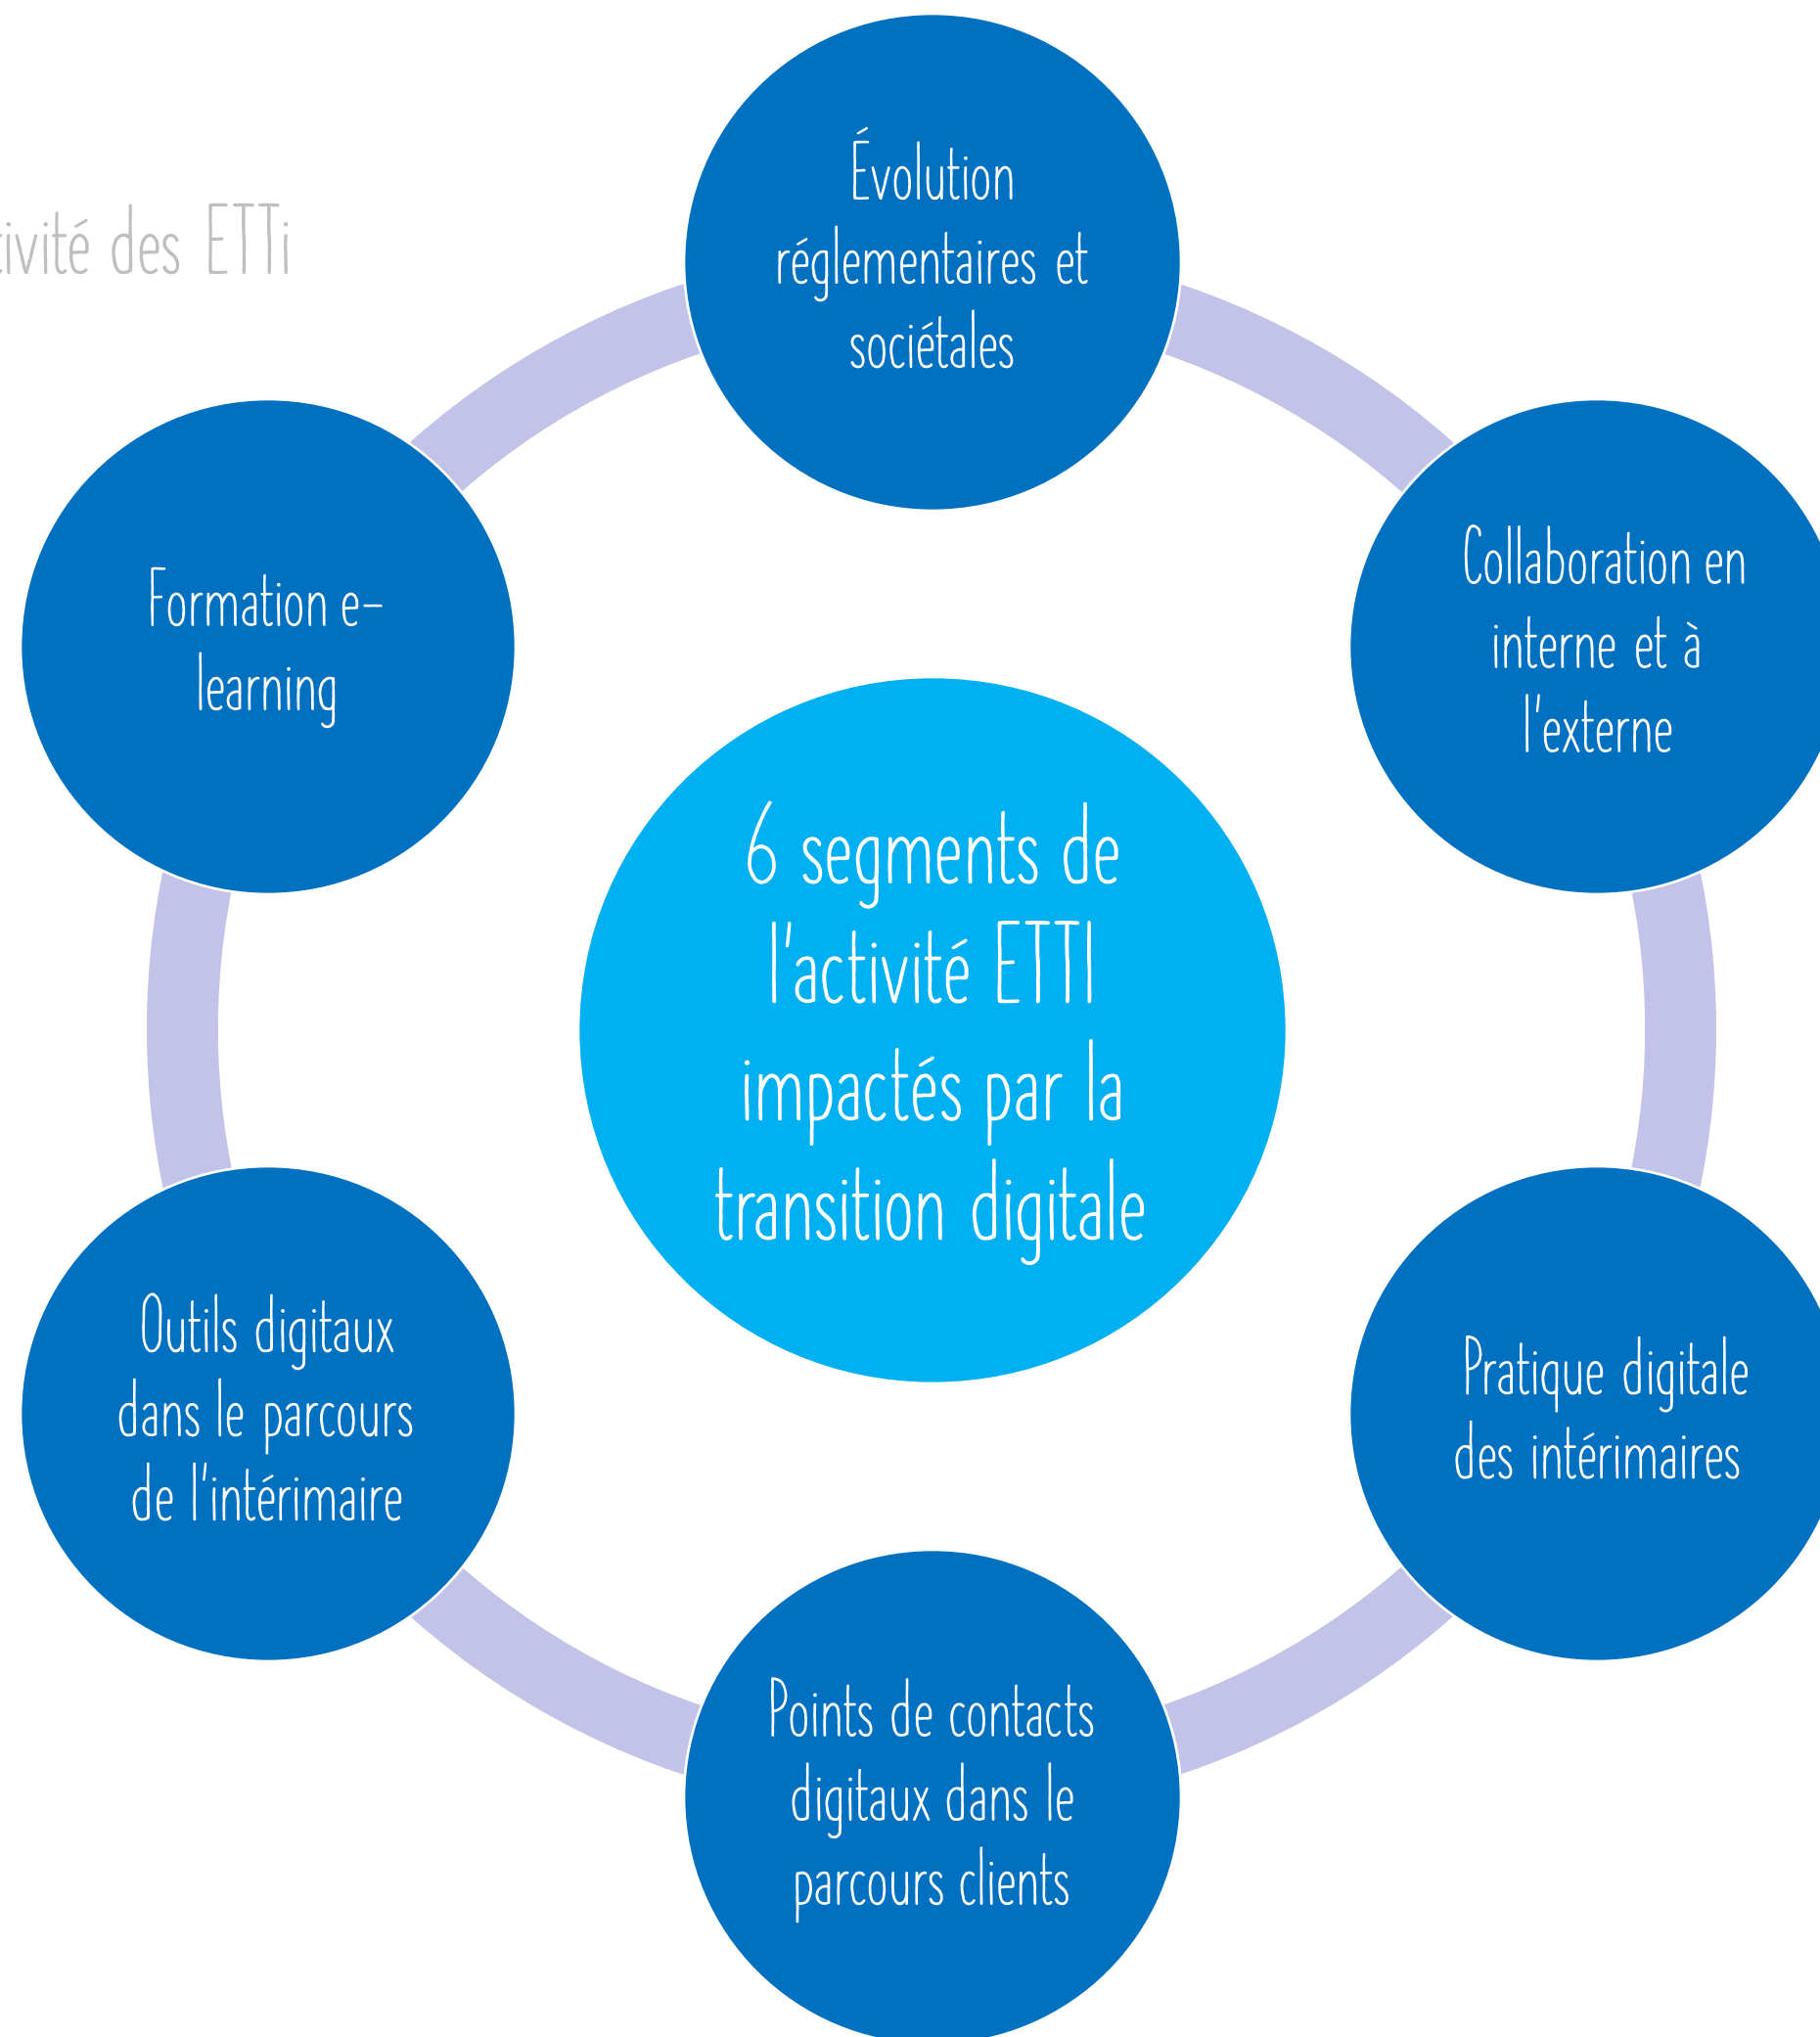 Évolution
réglementaires et
sociétales
des ETTi
Collaboration en
interne et à
l'externe
Formation e-
learning
6 segments de
l'activité ETTI
impactés par la
transition digitale
Pratique digitale
des intérimaires
Outils digitaux
dans le parcours
de l'intérimaire
Points de contacts
digitaux dans le
parcours clients